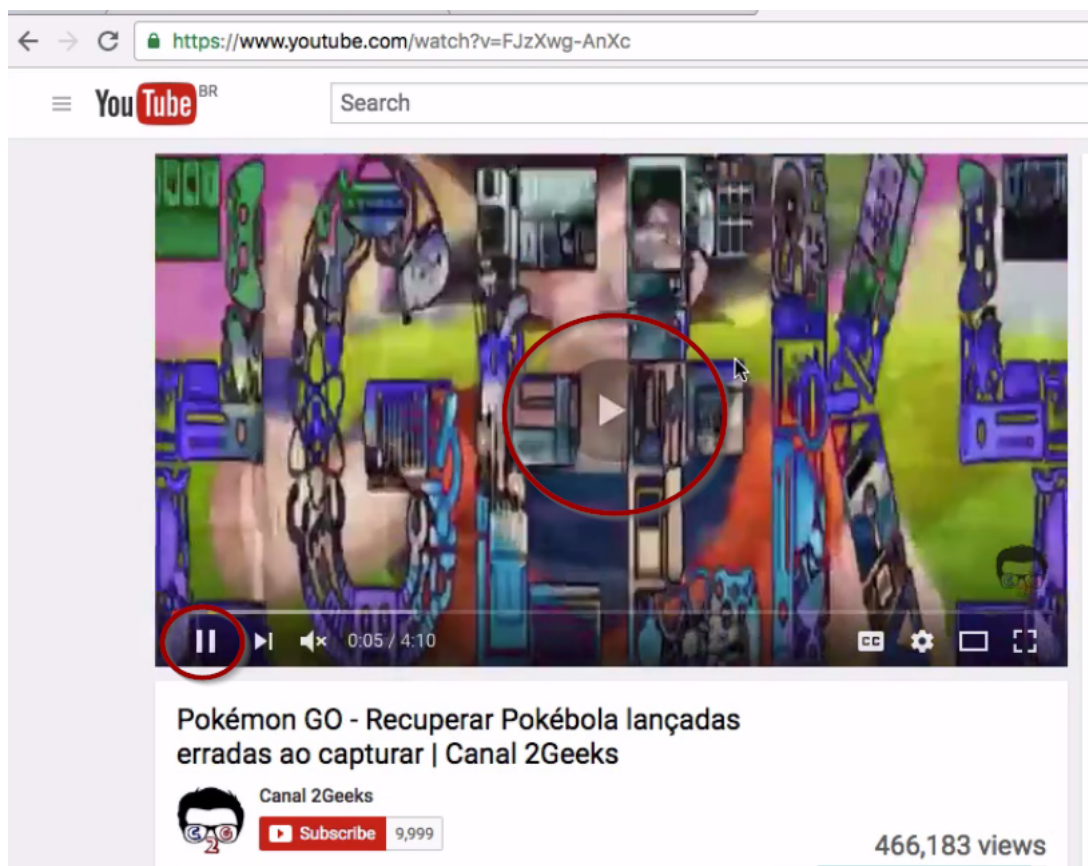 https://www.youtube.com/watch?v=FJzXwg-AnXc
YouTube BR
Search
0:05 / 4:10
CC
Pokémon GO - Recuperar Pokébola lançadas
erradas ao capturar | Canal 2Geeks
Canal 2Geeks
Subscribe 9,999
466,183 views